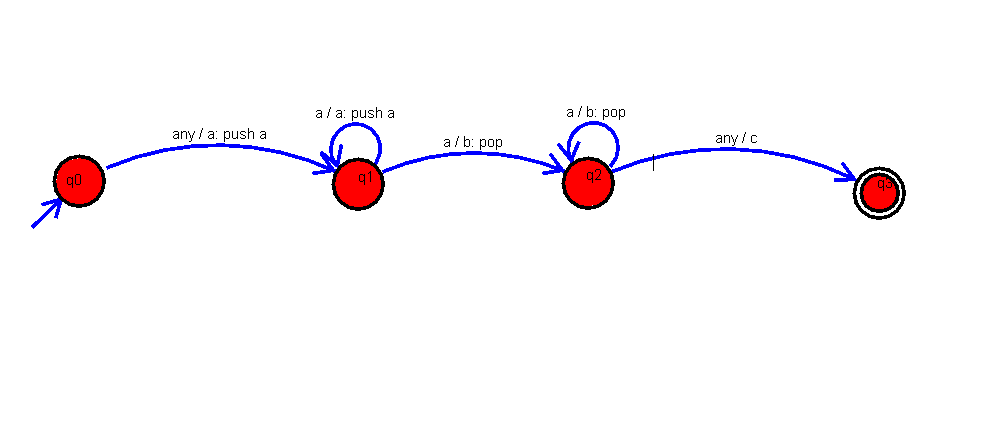 a / a: push a
a / b: pop
any / a: push a
a / b: pop
any / c
q0
q1
q2
q3